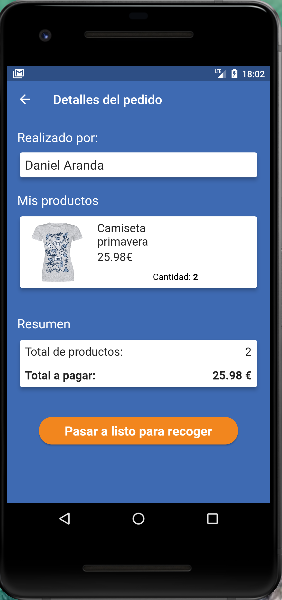 LTE 18:02
Detalles del pedido
Realizado por:
Daniel Aranda
Mis productos
Camiseta
primavera
25.98€
Cantidad: 2
Resumen
Total de productos: 2
Total a pagar: 25.98 €
Pasar a listo para recoger